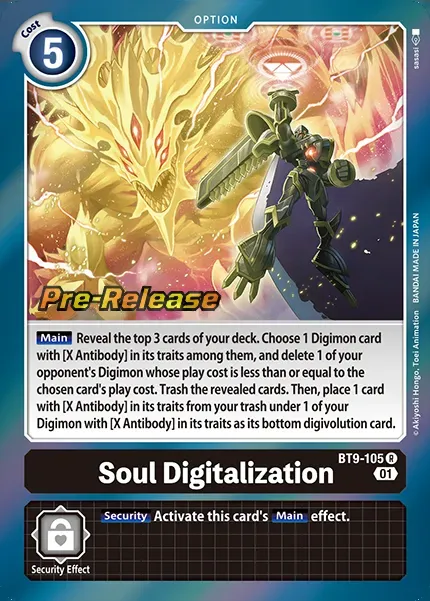 OPTION
Cost
5
sasasi
Pre-Release
Main Reveal the top 3 cards of your deck. Choose 1 Digimon card
with [X Antibody] in its traits among them, and delete 1 of your
opponent's Digimon whose play cost is less than or equal to the
chosen card's play cost. Trash the revealed cards. Then, place 1 card
with [X Antibody] in its traits from your trash under 1 of your
Digimon with [X Antibody] in its traits as its bottom digivolution card.
©Akiyoshi Hongo, Toei Animation BANDAI MADE IN JAPAN
BT9-105 R
Soul Digitalization
01
Security Activate this card's Main effect.
Security Effect